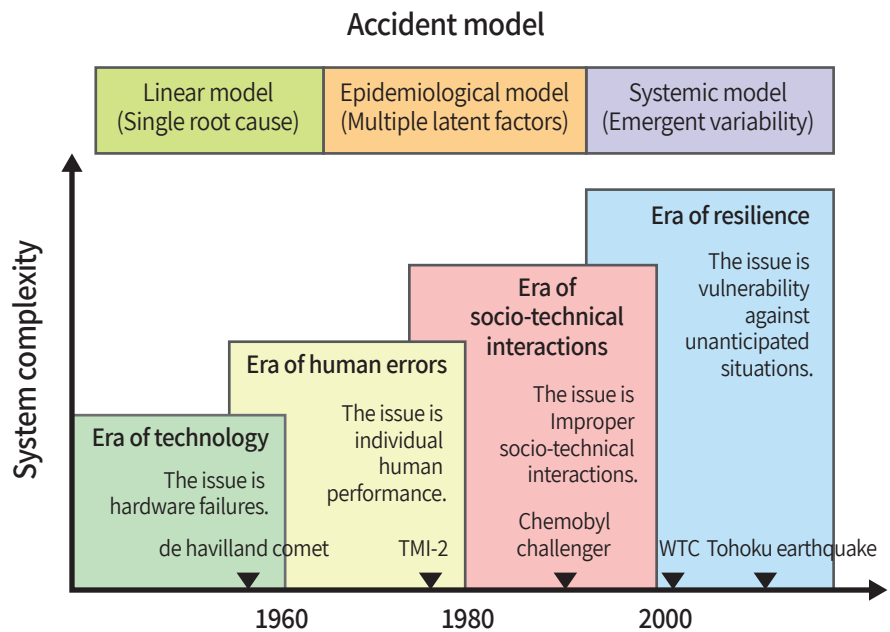 Accident model
Linear model
(Single root cause)
Epidemiological model
(Multiple latent factors)
Systemic model
(Emergent variability)
System complexity
Era of technology
The issue is
hardware failures.
de havilland comet
Era of human errors
The issue is
individual
human
performance.
TMI-2
Era of
socio-technical
interactions
The issue is
Improper
socio-technical
interactions.
Chemobyl
challenger
Era of resilience
The issue is
vulnerability
against
unanticipated
situations.
WTC
Tohoku earthquake
1960
1980
2000